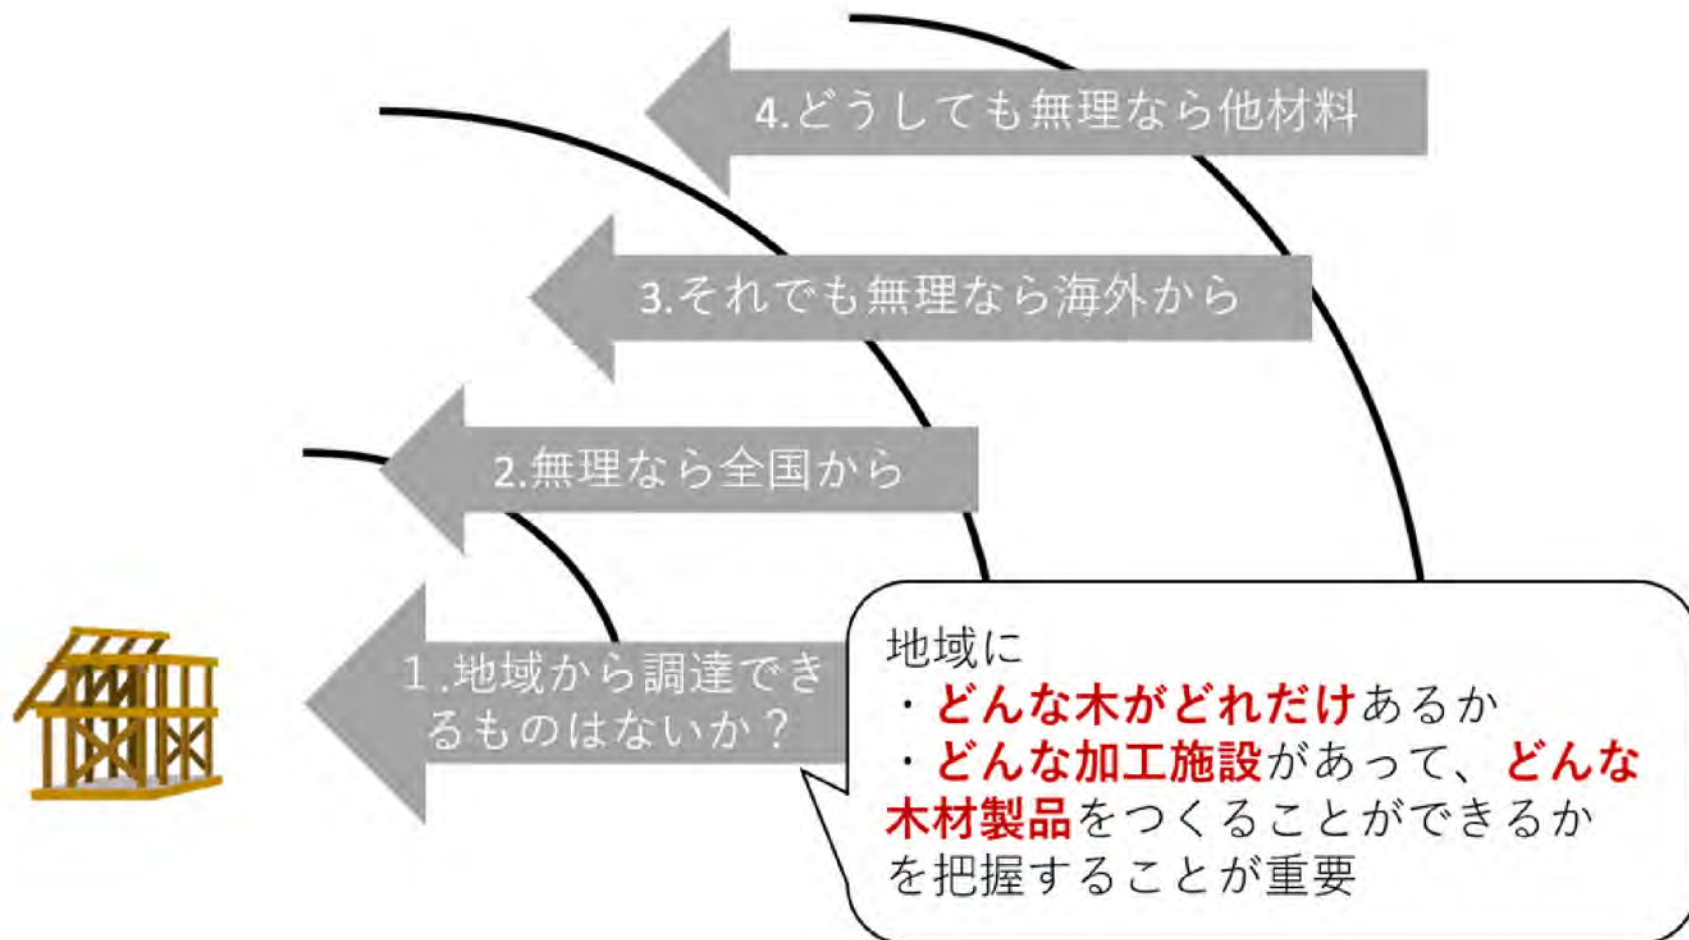 4.どうしても無理なら他材料
3.それでも無理なら海外から
2.無理なら全国から
１.地域から調達でき
るものはないか？
地域に
・どんな木がどれだけあるか
・どんな加工施設があって、どんな
木材製品をつくることができるか
を把握することが重要